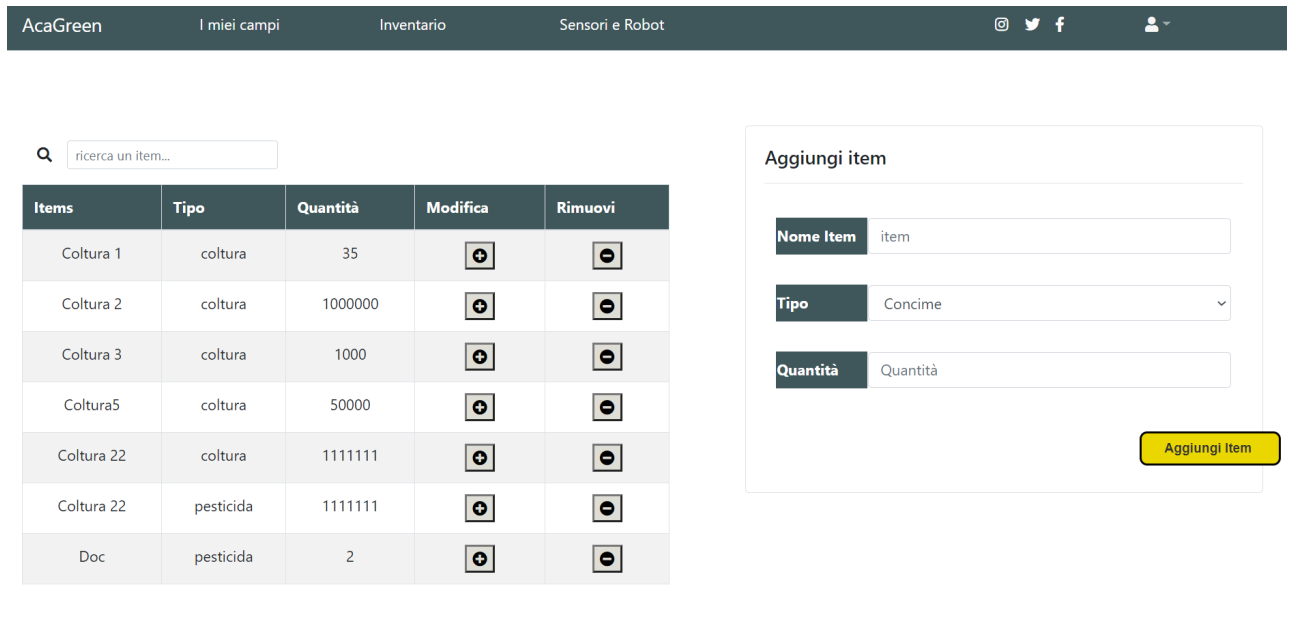 AcaGreen I miei campi Inventario Sensori e Robot
ricerca un item...
Items Tipo Quantità Modifica Rimuovi
Coltura 1 coltura 35
Coltura 2 coltura 1000000
Coltura 3 coltura 1000
Coltura5 coltura 50000
Coltura 22 coltura 1111111
Coltura 22 pesticida 1111111
Doc pesticida 2
Aggiungi item
Nome Item item
Tipo Concime
Quantità Quantità
Aggiungi Item